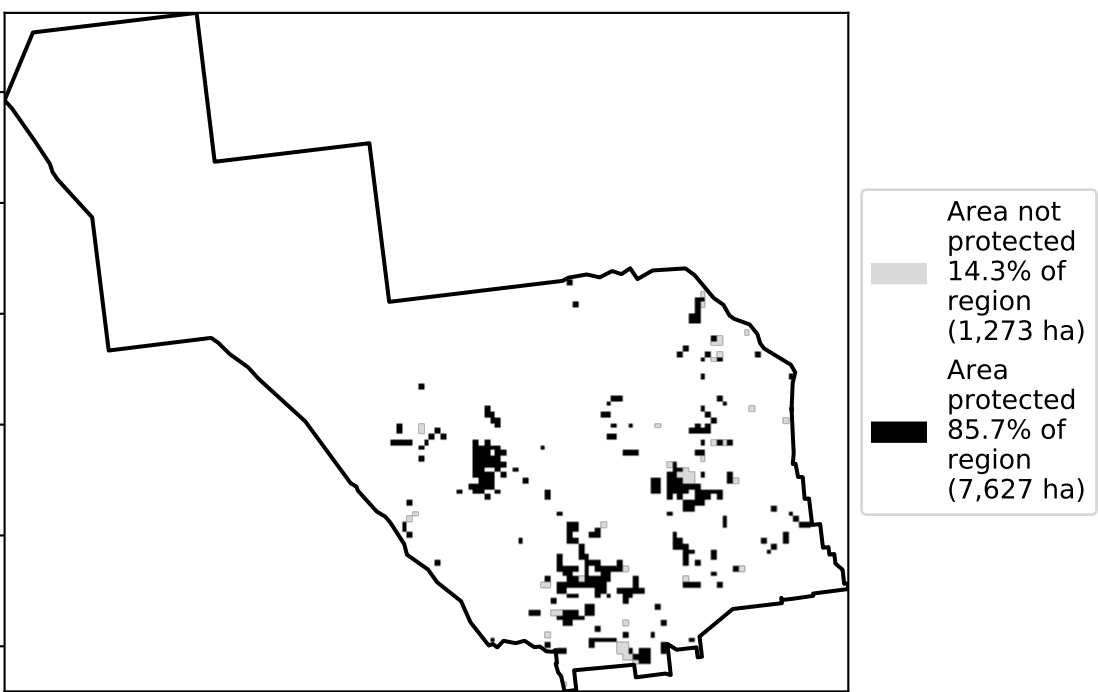 Area not
protected
14.3% of
region
(1,273 ha)
Area
protected
85.7% of
region
(7,627 ha)